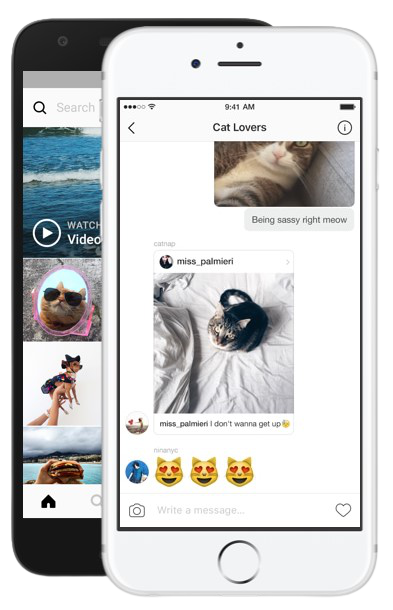 Search
WATCH
Video
9:41 AM
Cat Lovers
Being sassy right meow
catnap
miss_palmieri
miss_palmieri I don't wanna get up😢
ninanyc
😻 😻 😻
Write a message...